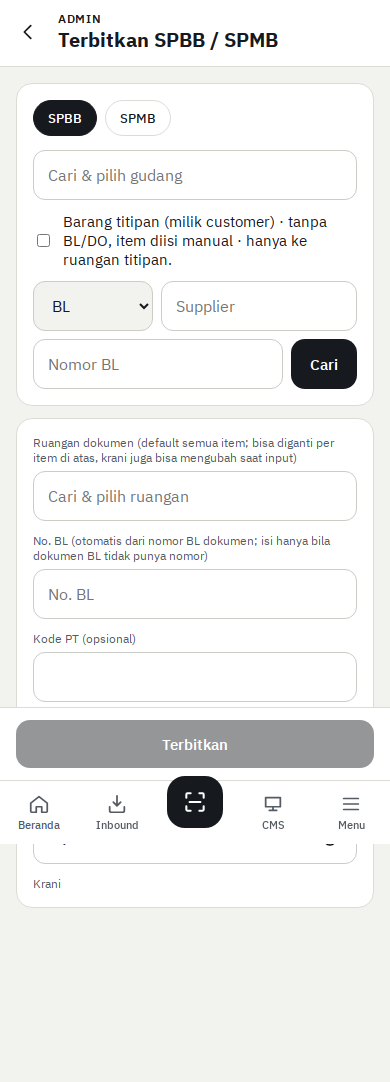 ADMIN
Terbitkan SPBB / SPMB
SPBB
SPMB
Cari & pilih gudang
Barang titipan (milik customer) · tanpa
BL/DO, item diisi manual · hanya ke
ruangan titipan.
BL
Supplier
Nomor BL
Cari
Ruangan dokumen (default semua item; bisa diganti per
item di atas, krani juga bisa mengubah saat input)
Cari & pilih ruangan
No. BL (otomatis dari nomor BL dokumen; isi hanya bila
dokumen BL tidak punya nomor)
No. BL
Kode PT (opsional)
Terbitkan
Beranda
Inbound
CMS
Menu
Krani